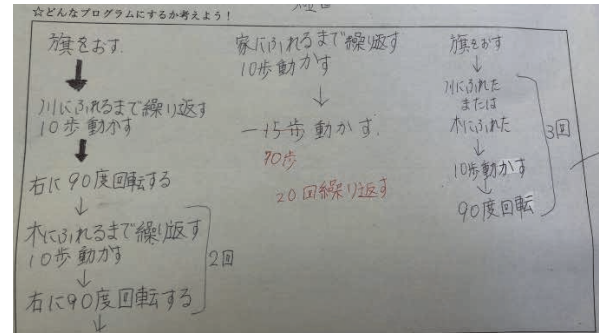 ☆どんなプログラムにするか考えよう！
旗をおす.
↓
川にふれるまで繰り返す
10歩動かす
↓
右に90度回転する
↓
木にふれるまで繰り返す
10歩動かす
↓
右に90度回転する
↓
2回
家にふれるまで繰り返す
10歩動かす
↓
-15歩動かす.
70歩
20回繰り返す
旗をおす
↓
川にふれた
または
木にふれた
↓
10歩動かす
↓
90度回転
3回